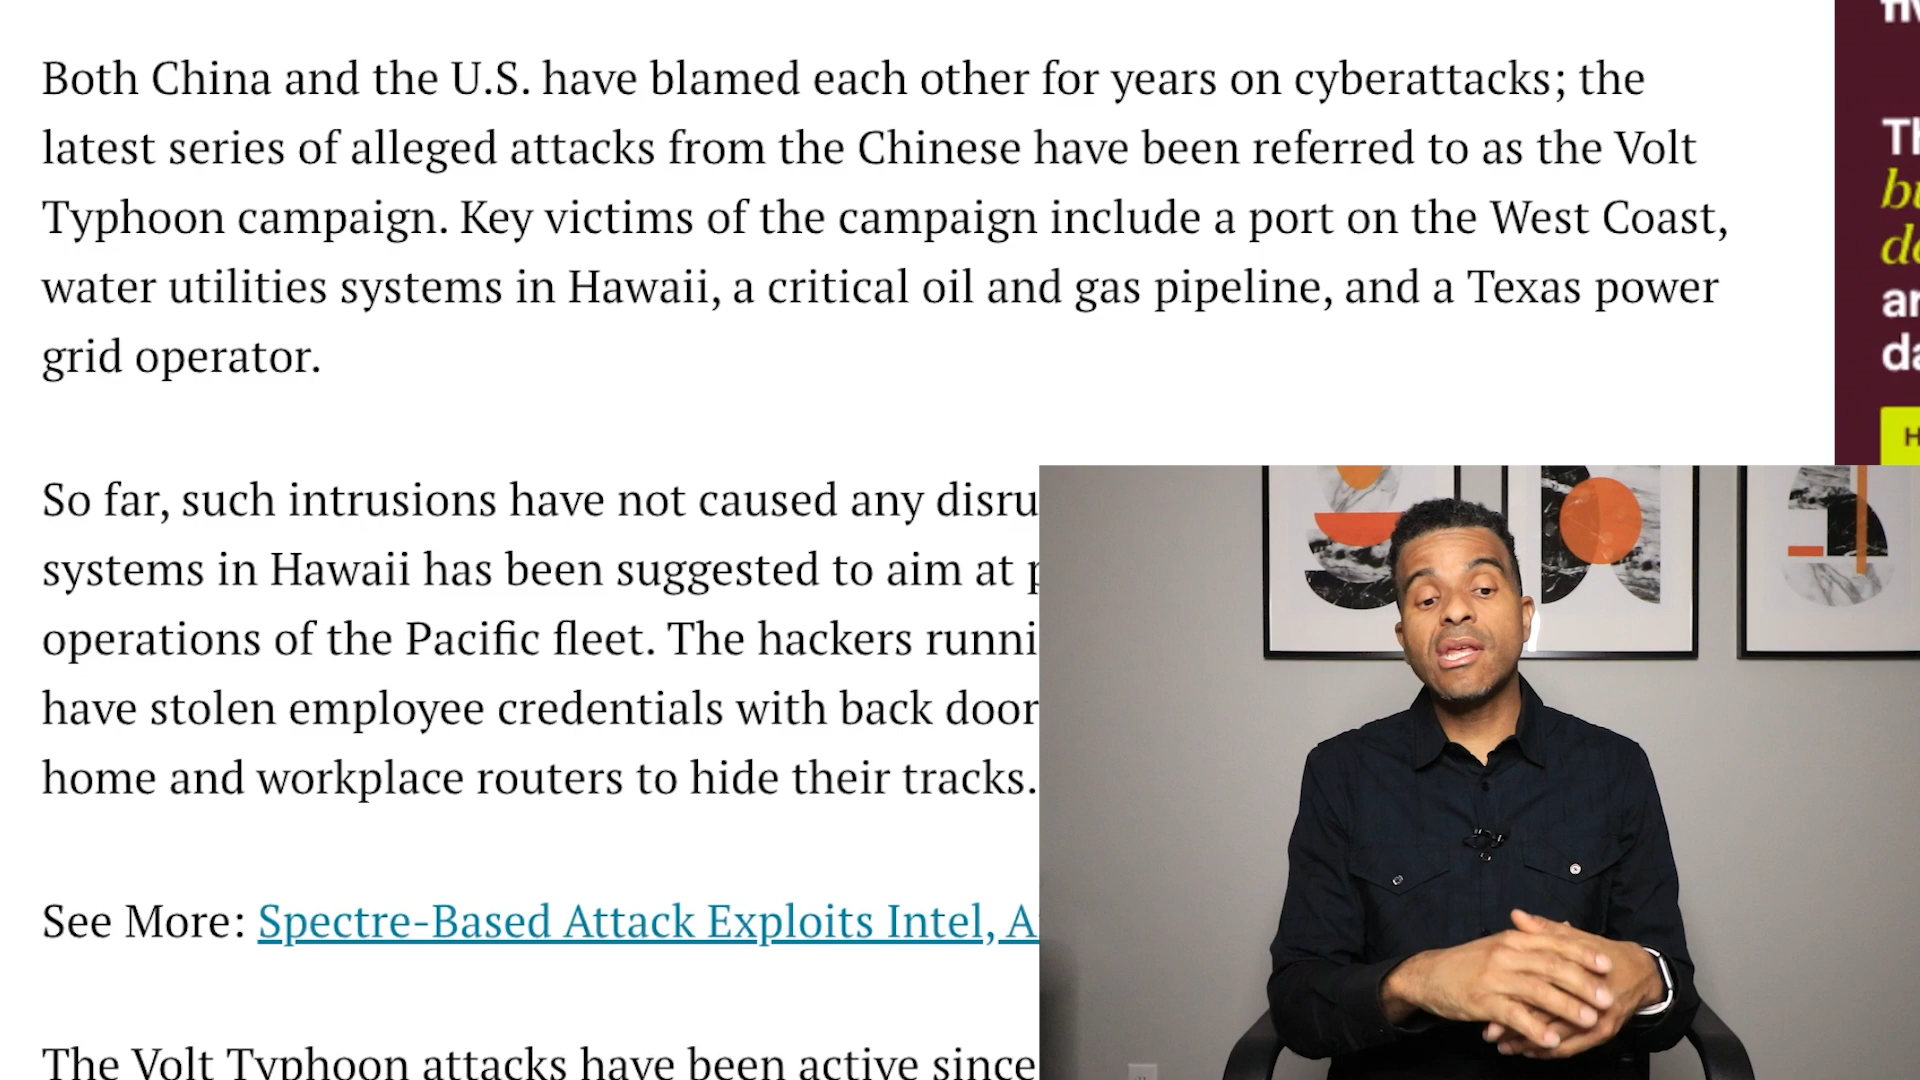 Both China and the U.S. have blamed each other for years on cyberattacks; the
latest series of alleged attacks from the Chinese have been referred to as the Volt
Typhoon campaign. Key victims of the campaign include a port on the West Coast,
water utilities systems in Hawaii, a critical oil and gas pipeline, and a Texas power
grid operator.
So far, such intrusions have not caused any
systems in Hawaii has been suggested to aim at
operations of the Pacific fleet. The hackers
have stolen employee credentials with back
home and workplace routers to hide their tracks.
See More: Spectre-Based Attack Exploits Intel,
The Volt Typhoon attacks have been active since